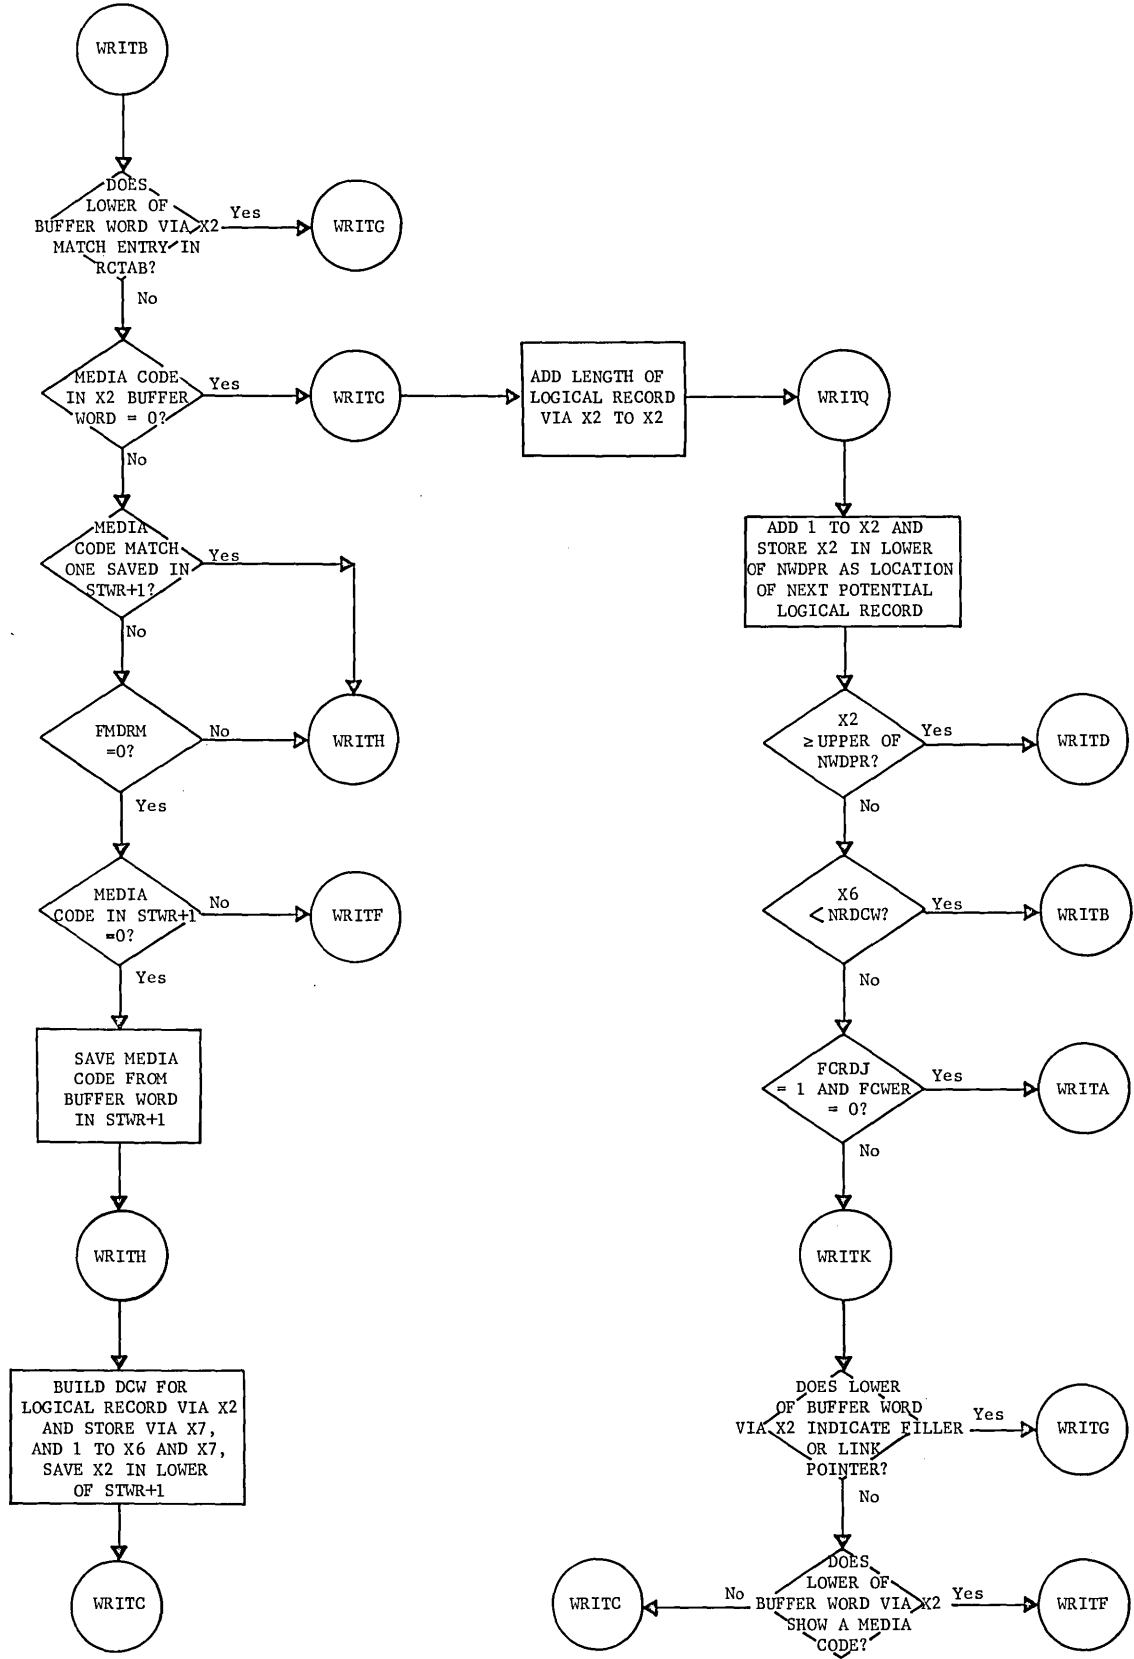 WRITB
DOES
LOWER OF
BUFFER WORD VIA X2
MATCH ENTRY IN
RCTAB?
Yes
WRITG
No
MEDIA CODE
IN X2 BUFFER
WORD = 0?
Yes
WRITC
ADD LENGTH OF
LOGICAL RECORD
VIA X2 TO X2
WRITQ
No
MEDIA
CODE MATCH
ONE SAVED IN
STWR+1?
Yes
ADD 1 TO X2 AND
STORE X2 IN LOWER
OF NWDPR AS LOCATION
OF NEXT POTENTIAL
LOGICAL RECORD
No
FMDRM
=0?
No
WRITH
X2
≥ UPPER OF
NWDPR?
Yes
WRITD
Yes
No
MEDIA
CODE IN STWR+1
=0?
No
WRITF
X6
< NRDCW?
Yes
WRITB
Yes
No
SAVE MEDIA
CODE FROM
BUFFER WORD
IN STWR+1
FCRDJ
= 1 AND FCWER
= 0?
Yes
WRITA
No
WRITH
WRITK
BUILD DCW FOR
LOGICAL RECORD VIA X2
AND STORE VIA X7,
AND 1 TO X6 AND X7,
SAVE X2 IN LOWER
OF STWR+1
DOES LOWER
OF BUFFER WORD
VIA X2 INDICATE FILLER
OR LINK
POINTER?
Yes
WRITG
No
WRITC
WRITC
No
DOES
LOWER OF
BUFFER WORD VIA X2
SHOW A MEDIA
CODE?
Yes
WRITF